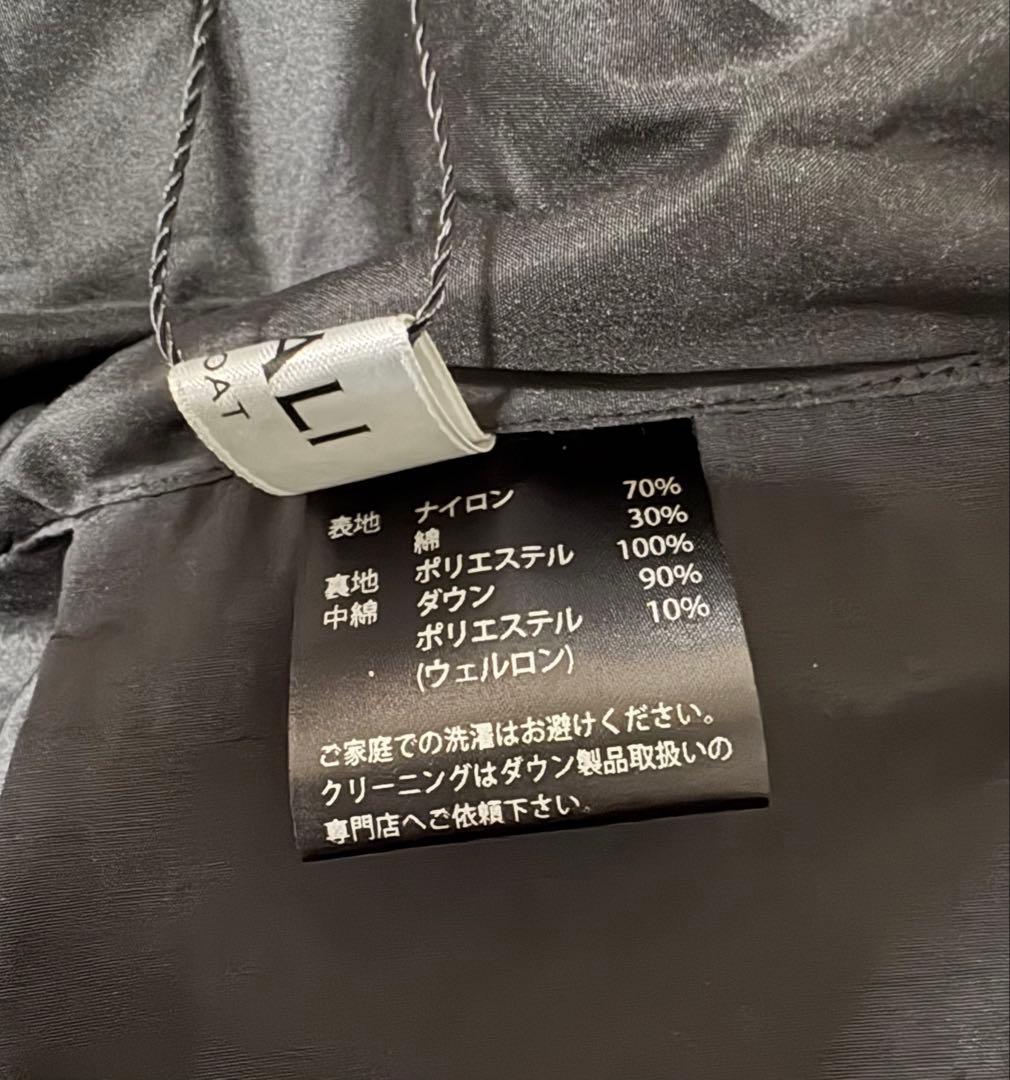 ALI
OAT
表地 ナイロン 70%
綿 30%
裏地 ポリエステル 100%
中綿 ダウン 90%
ポリエステル 10%
(ウェルロン)
ご家庭での洗濯はお避けください。
クリーニングはダウン製品取扱いの
専門店へご依頼下さい。